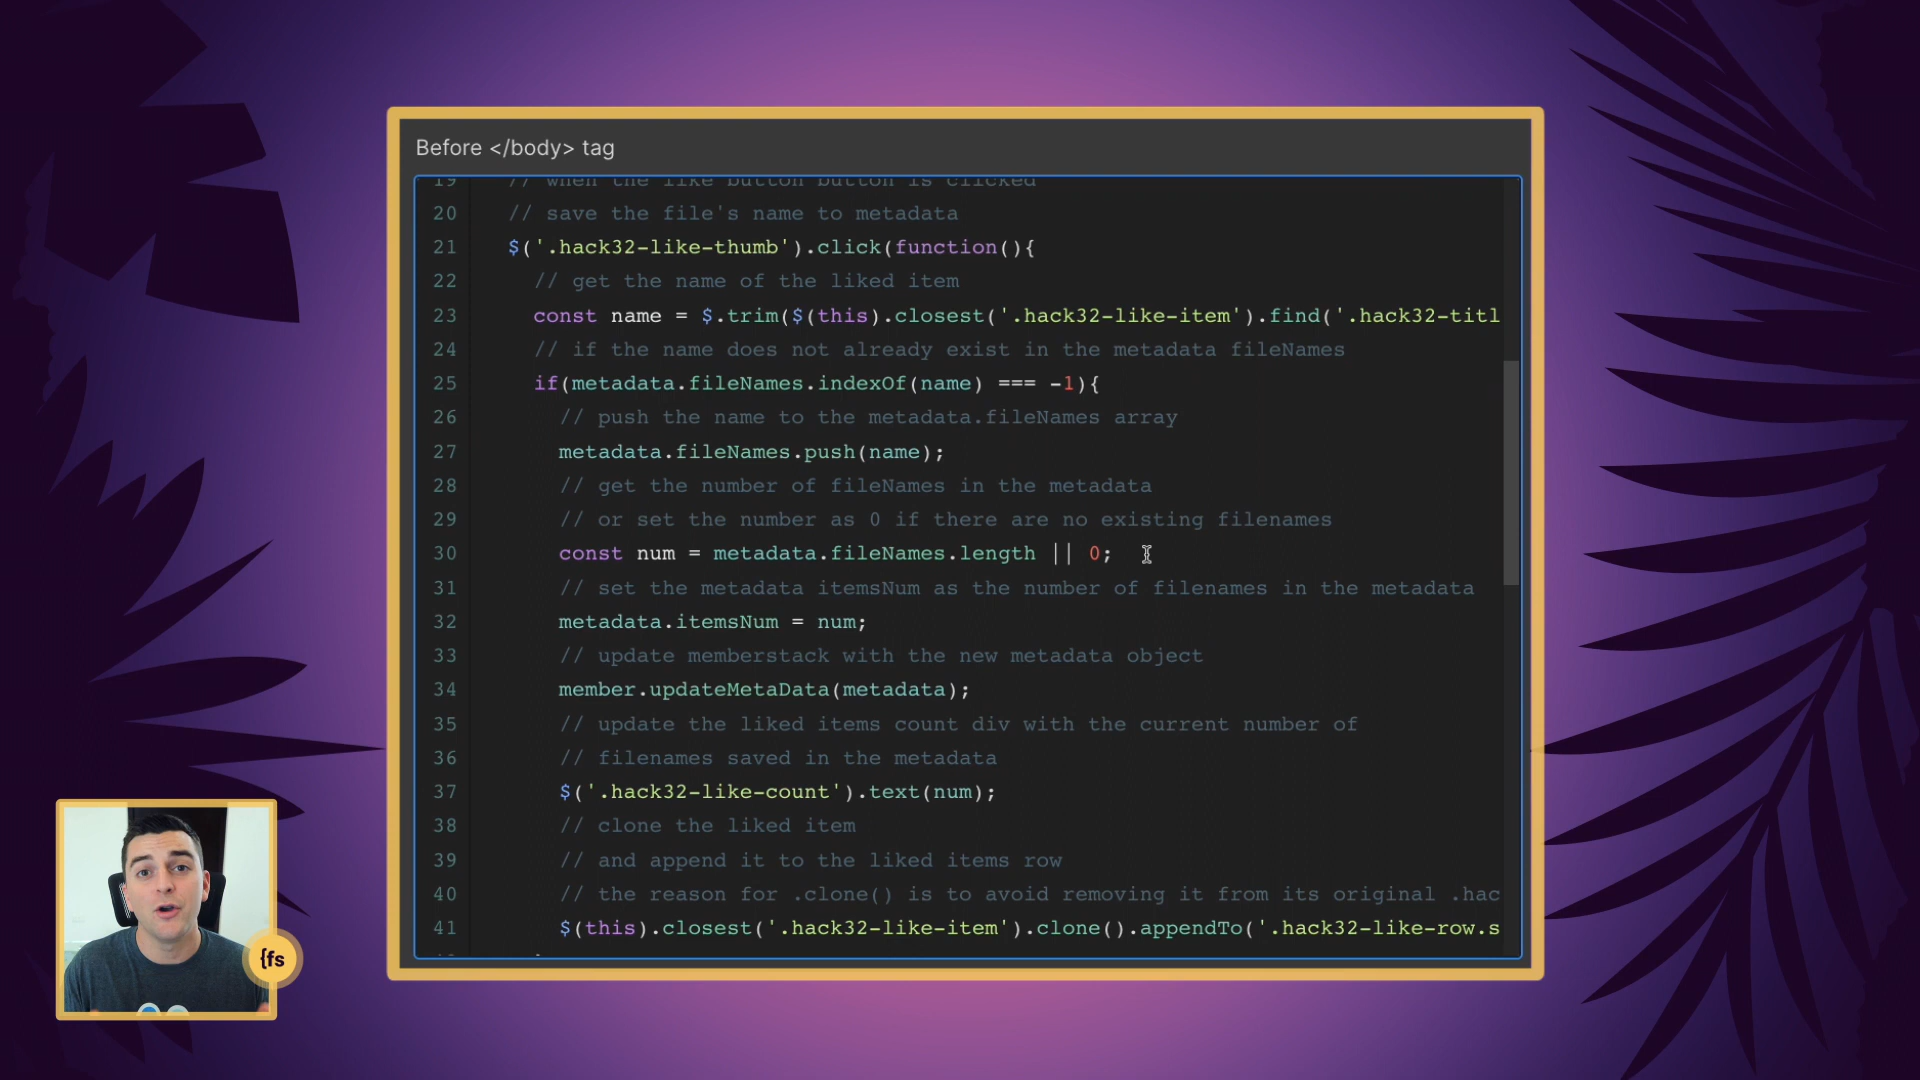 Before </body> tag
19 // when the like button button is clicked
20 // save the file's name to metadata
21 $('.hack32-like-thumb').click(function(){
22 // get the name of the liked item
23 const name = $.trim($(this).closest('.hack32-like-item').find('.hack32-titl
24 // if the name does not already exist in the metadata fileNames
25 if(metadata.fileNames.indexOf(name) === -1){
26 // push the name to the metadata.fileNames array
27 metadata.fileNames.push(name);
28 // get the number of fileNames in the metadata
29 // or set the number as 0 if there are no existing filenames
30 const num = metadata.fileNames.length || 0;
31 // set the metadata itemsNum as the number of filenames in the metadata
32 metadata.itemsNum = num;
33 // update memberstack with the new metadata object
34 member.updateMetaData(metadata);
35 // update the liked items count div with the current number of
36 // filenames saved in the metadata
37 $('.hack32-like-count').text(num);
38 // clone the liked item
39 // and append it to the liked items row
40 // the reason for .clone() is to avoid removing it from its original .hac
41 $(this).closest('.hack32-like-item').clone().appendTo('.hack32-like-row.s
{fs